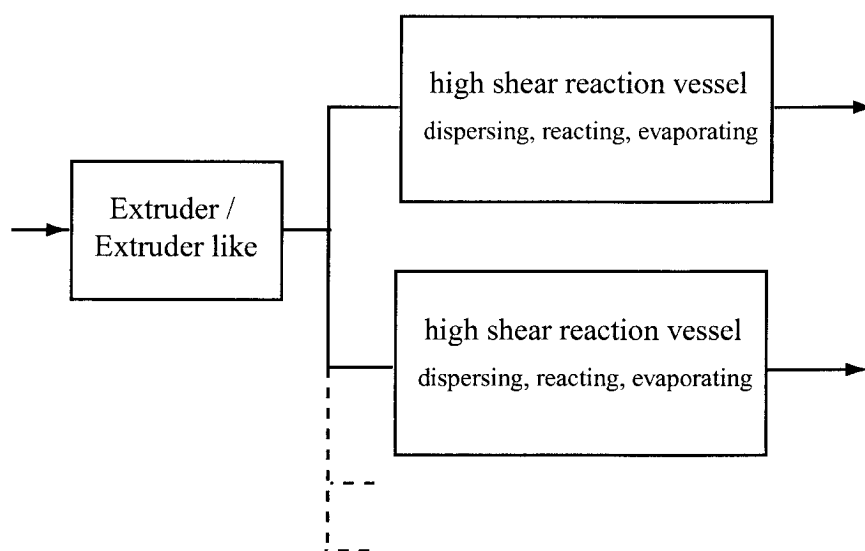 high shear reaction vessel
dispersing, reacting, evaporating
Extruder /
Extruder like
high shear reaction vessel
dispersing, reacting, evaporating